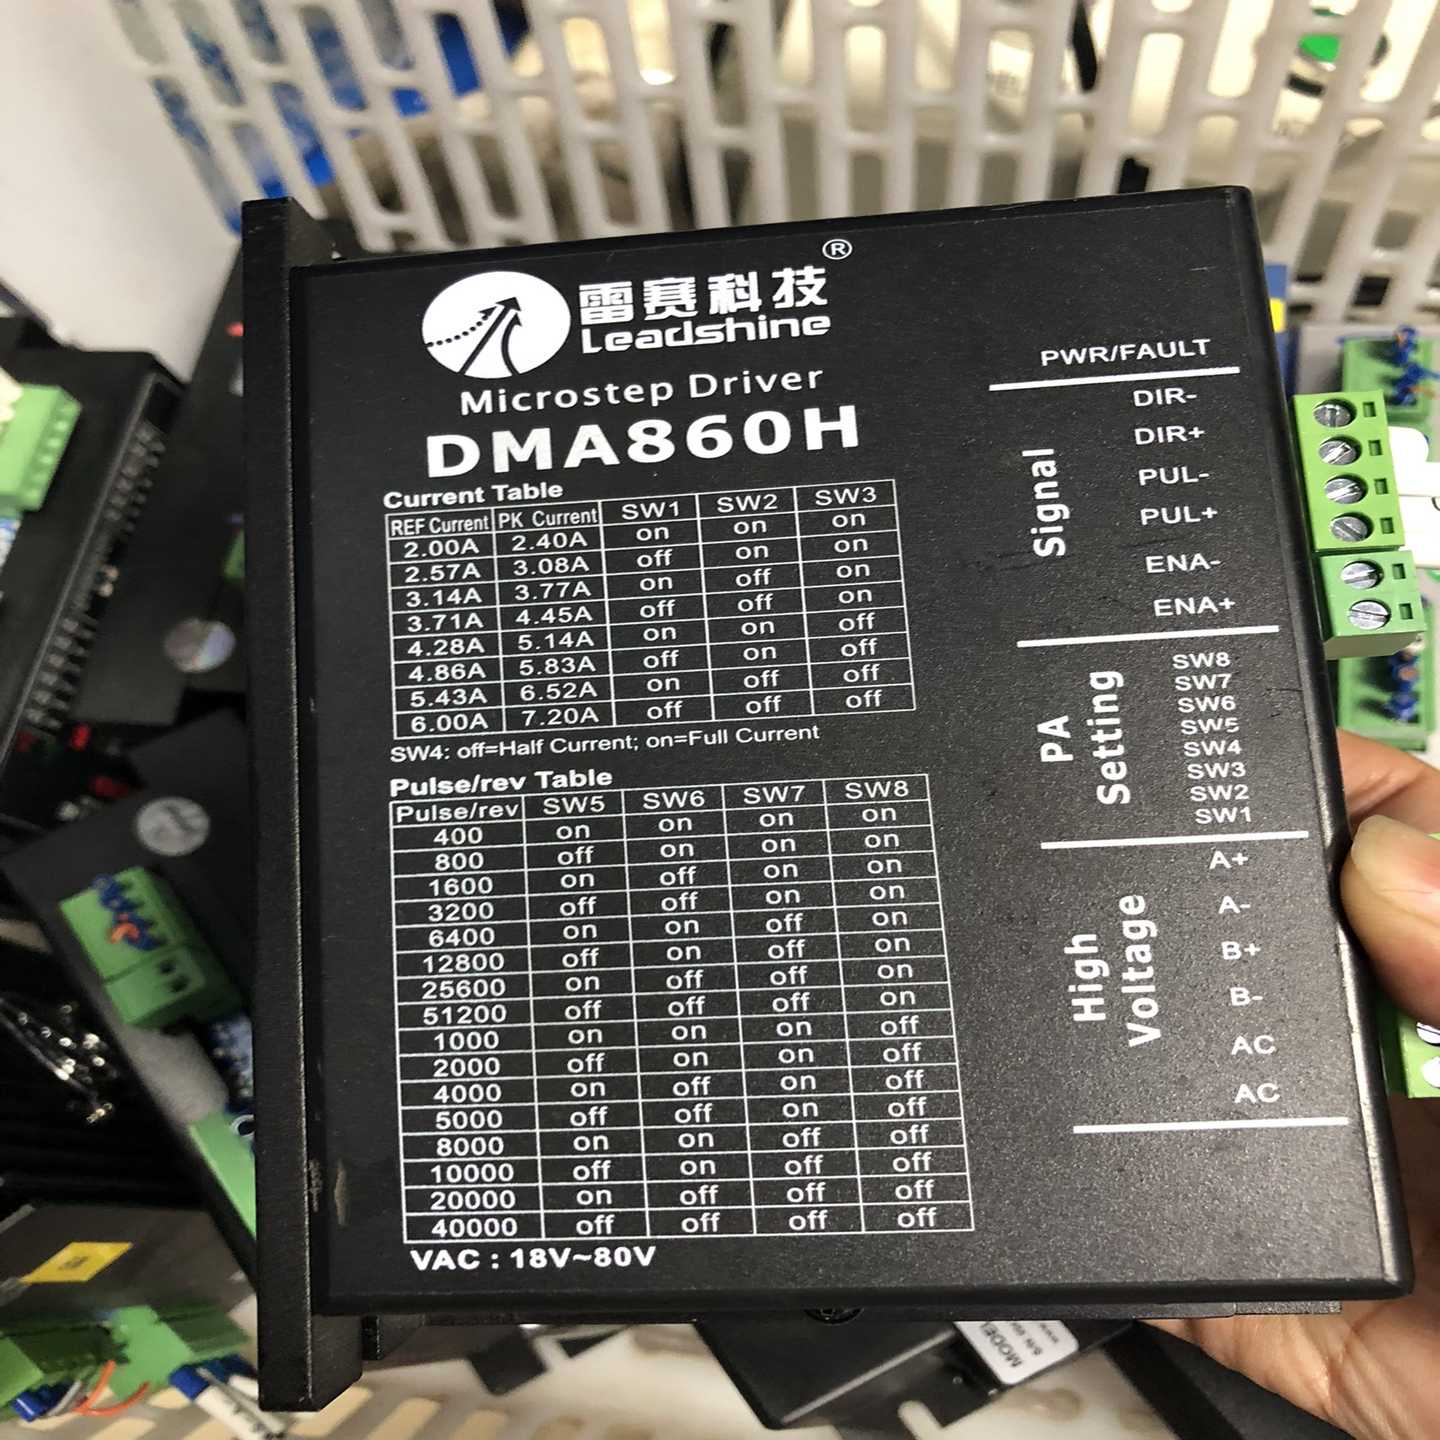 雷赛科技®
Leadshine
Microstep Driver
DMA860H
Current Table
REF Current PK Current SW1 SW2 SW3
2.00A 2.40A on on on
2.57A 3.08A off on on
3.14A 3.77A on off on
3.71A 4.45A off off on
4.28A 5.14A on on off
4.86A 5.83A off on off
5.43A 6.52A on off off
6.00A 7.20A off off off
SW4: off=Half Current; on=Full Current
Pulse/rev Table
Pulse/rev SW5 SW6 SW7 SW8
400 on on on on
800 off on on on
1600 on off on on
3200 off off on on
6400 on on off on
12800 off on off on
25600 on off off on
51200 off off off on
1000 on on on off
2000 off on on off
4000 on off on off
5000 off off on off
8000 on on off off
10000 off on off off
20000 on off off off
40000 off off off off
VAC : 18V~80V
PWR/FAULT
Signal
DIR-
DIR+
PUL-
PUL+
ENA-
ENA+
PA
Setting
SW8
SW7
SW6
SW5
SW4
SW3
SW2
SW1
High
Voltage
A+
A-
B+
B-
AC
AC
MODEL